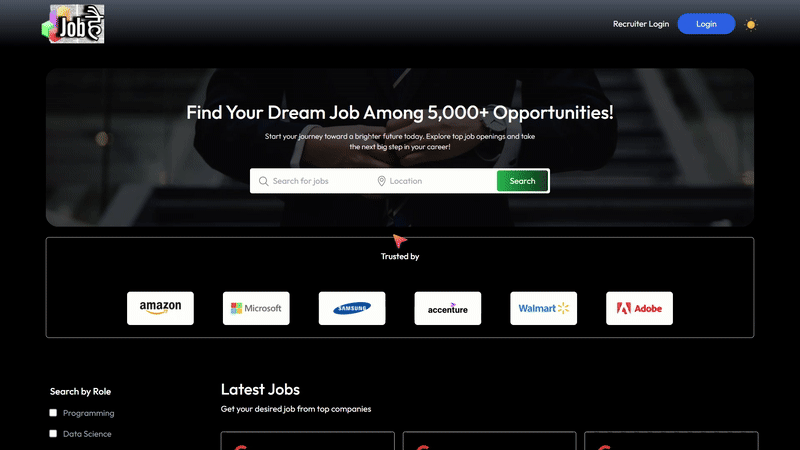 Job है
Recruiter Login
Login
Find Your Dream Job Among 5,000+ Opportunities!
Start your journey toward a brighter future today. Explore top job openings and take
the next big step in your career!
Search for jobs
Location
Search
Trusted by
amazon
Microsoft
SAMSUNG
accenture
Walmart
Adobe
Search by Role
Programming
Data Science
Latest Jobs
Get your desired job from top companies